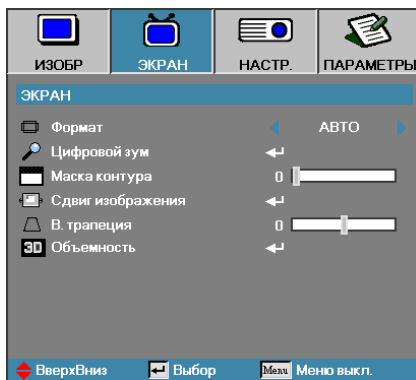 ИЗОБР ЭКРАН НАСТР. ПАРАМЕТРЫ
ЭКРАН
Формат АВТО
Цифровой зум
Маска контура 0
Сдвиг изображения
В. трапеция 0
3D Объемность
ВверхВниз Выбор Menu Меню выкл.